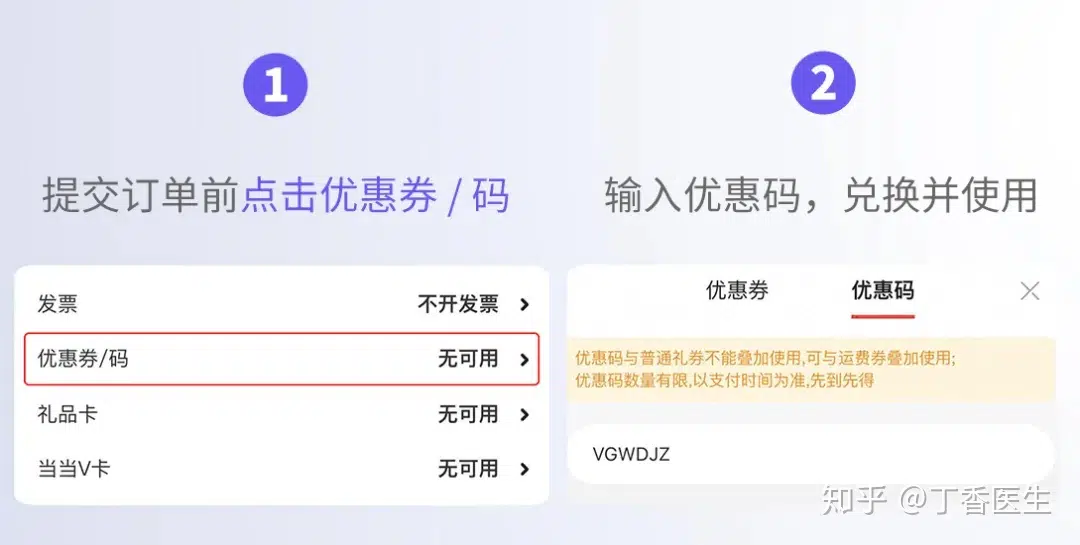 1
提交订单前点击优惠券 / 码
发票
不开发票
优惠券/码
无可用
礼品卡
无可用
当当V卡
无可用
2
输入优惠码，兑换并使用
优惠券
优惠码
优惠码与普通礼券不能叠加使用,可与运费券叠加使用;
优惠码数量有限,以支付时间为准,先到先得
VGWDJZ
知乎 @丁香医生